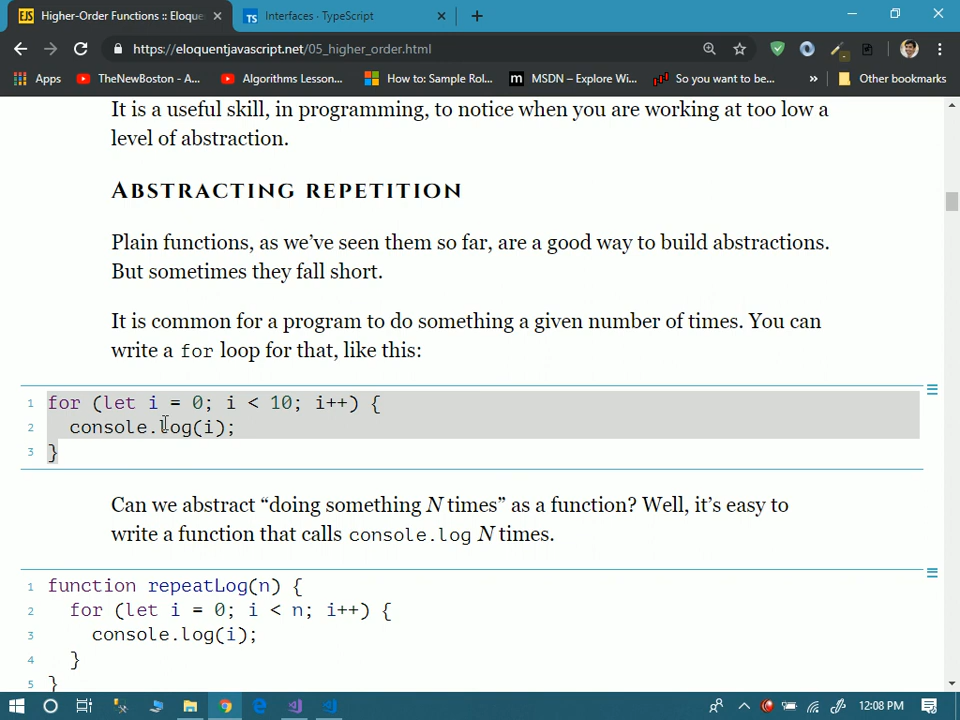 EJS Higher-Order Functions :: Eloque
TS Interfaces · TypeScript
https://eloquentjavascript.net/05_higher_order.html
Apps TheNewBoston - A... Algorithms Lesson... How to: Sample Rol... m MSDN – Explore Wi... So you want to be... » Other bookmarks
It is a useful skill, in programming, to notice when you are working at too low a
level of abstraction.
ABSTRACTING REPETITION
Plain functions, as we’ve seen them so far, are a good way to build abstractions.
But sometimes they fall short.
It is common for a program to do something a given number of times. You can
write a for loop for that, like this:
1 for (let i = 0; i < 10; i++) {
2 console.log(i);
3 }
Can we abstract “doing something N times” as a function? Well, it’s easy to
write a function that calls console.log N times.
1 function repeatLog(n) {
2 for (let i = 0; i < n; i++) {
3 console.log(i);
4 }
5 }
12:08 PM